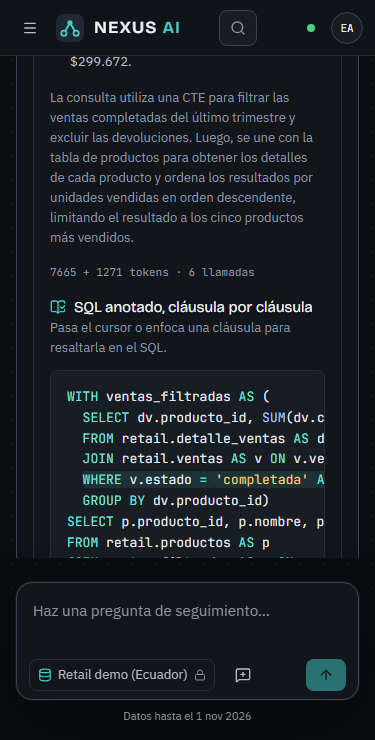 NEXUS AI
EA
$299.672.
La consulta utiliza una CTE para filtrar las
ventas completadas del último trimestre y
excluir las devoluciones. Luego, se une con la
tabla de productos para obtener los detalles
de cada producto y ordena los resultados por
unidades vendidas en orden descendente,
limitando el resultado a los cinco productos
más vendidos.
7665 + 1271 tokens · 6 llamadas
SQL anotado, cláusula por cláusula
Pasa el cursor o enfoca una cláusula para
resaltarla en el SQL.
WITH ventas_filtradas AS (
SELECT dv.producto_id, SUM(dv.c
FROM retail.detalle_ventas AS d
JOIN retail.ventas AS v ON v.ve
WHERE v.estado = 'completada' A
GROUP BY dv.producto_id)
SELECT p.producto_id, p.nombre, p
FROM retail.productos AS p
Haz una pregunta de seguimiento...
Retail demo (Ecuador)
Datos hasta el 1 nov 2026